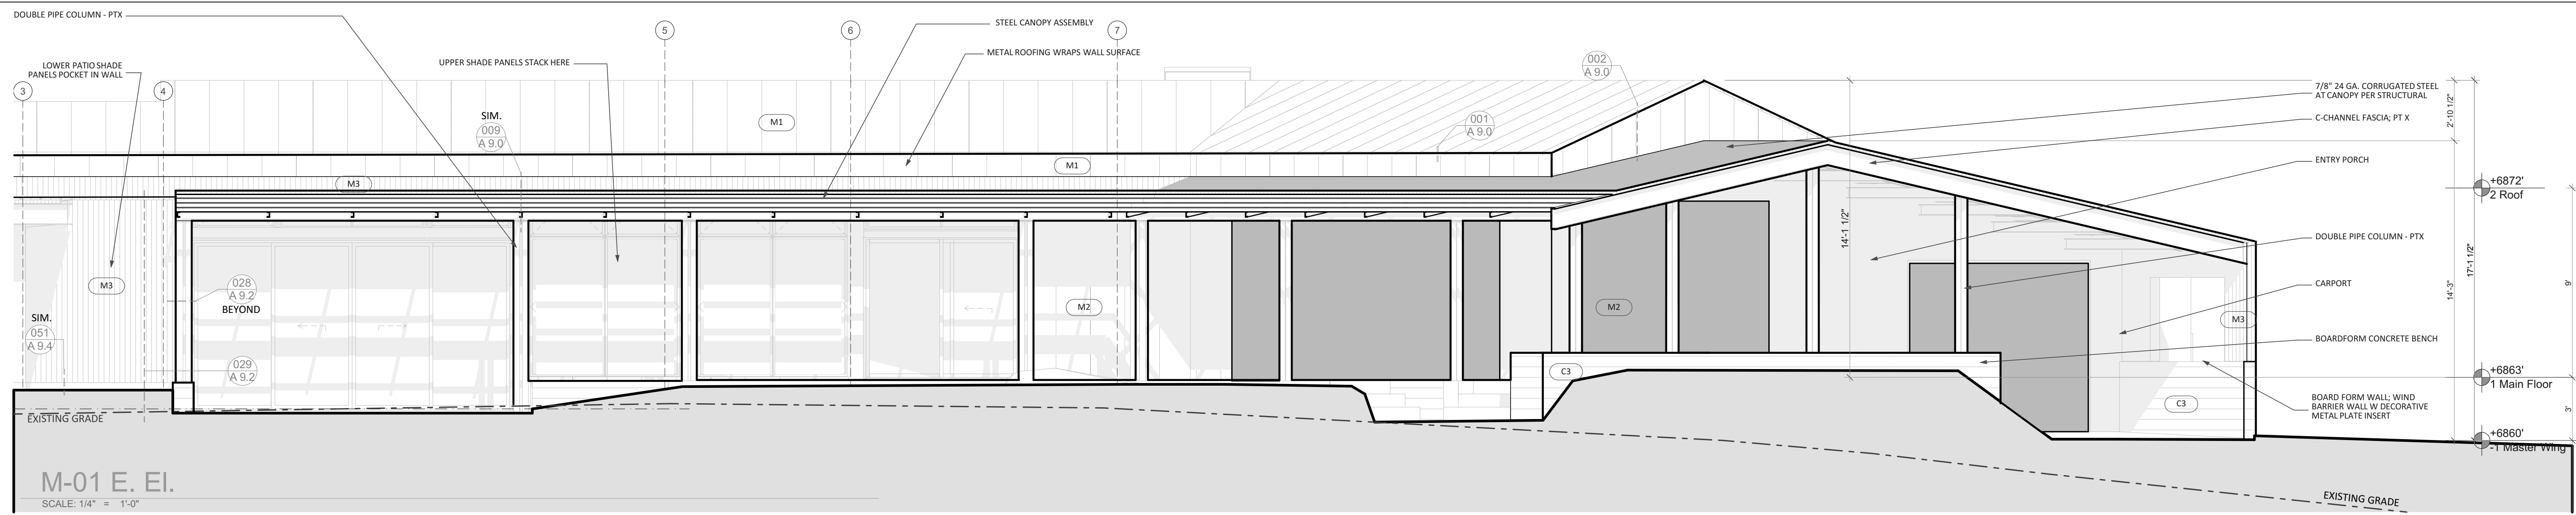 DOUBLE PIPE COLUMN - PTX
LOWER PATIO SHADE
PANELS POCKET IN WALL
3
4
UPPER SHADE PANELS STACK HERE
5
6
7
STEEL CANOPY ASSEMBLY
METAL ROOFING WRAPS WALL SURFACE
002
A 9.0
001
A 9.0
SIM.
009
A 9.0
M1
M1
M3
M3
028
A 9.2
BEYOND
029
A 9.2
SIM.
051
A 9.4
M2
M2
C3
C3
M3
14'-1 1/2"
7/8" 24 GA. CORRUGATED STEEL
AT CANOPY PER STRUCTURAL
C-CHANNEL FASCIA; PT X
ENTRY PORCH
DOUBLE PIPE COLUMN - PTX
CARPORT
BOARDFORM CONCRETE BENCH
BOARD FORM WALL; WIND
BARRIER WALL W DECORATIVE
METAL PLATE INSERT
2'-10 1/2"
14'-3"
17'-1 1/2"
9'
3'
+6872'
2 Roof
+6863'
1 Main Floor
+6860'
-1 Master Wing
EXISTING GRADE
EXISTING GRADE
M-01 E. El.
SCALE: 1/4" = 1'-0"